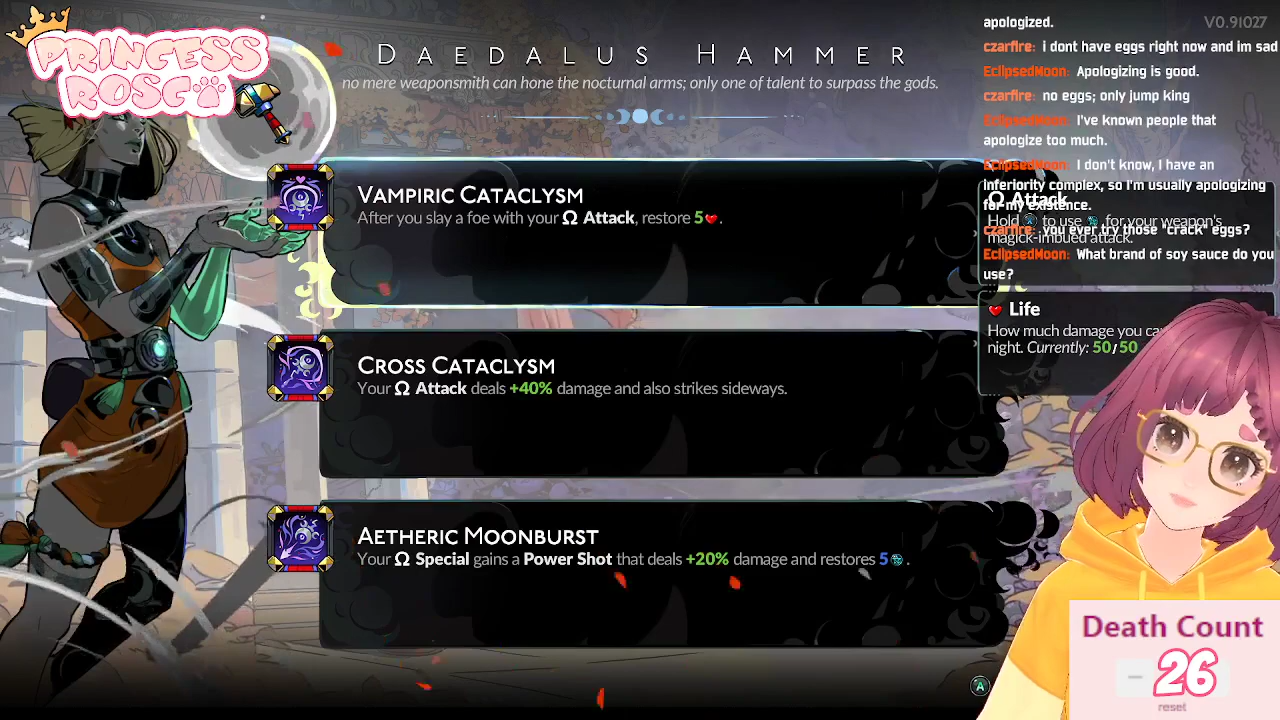 PRINCESS
ROSE
DAEDALUS HAMMER
no mere weaponsmith can hone the nocturnal arms; only one of talent to surpass the gods.
V0.91027
VAMPIRIC CATACLYSM
After you slay a foe with your Ω Attack, restore 5.
CROSS CATACLYSM
Your Ω Attack deals +40% damage and also strikes sideways.
AETHERIC MOONBURST
Your Ω Special gains a Power Shot that deals +20% damage and restores 5.
A
apologized.
czarfire: i dont have eggs right now and im sad
EclipsedMoon: Apologizing is good.
czarfire: no eggs; only jump king
EclipsedMoon: I've known people that
apologize too much.
EclipsedMoon: I don't know, I have an
Inferiority complex, so I'm usually apologizing
for my existence.
czarfire: you ever try those "crack" eggs?
EclipsedMoon: What brand of soy sauce do you
use?
Ω Attack
Hold to use for your weapon's
magick-imbued attack.
Life
How much damage you
night. Currently: 50/50
Death Count
- 26
reset